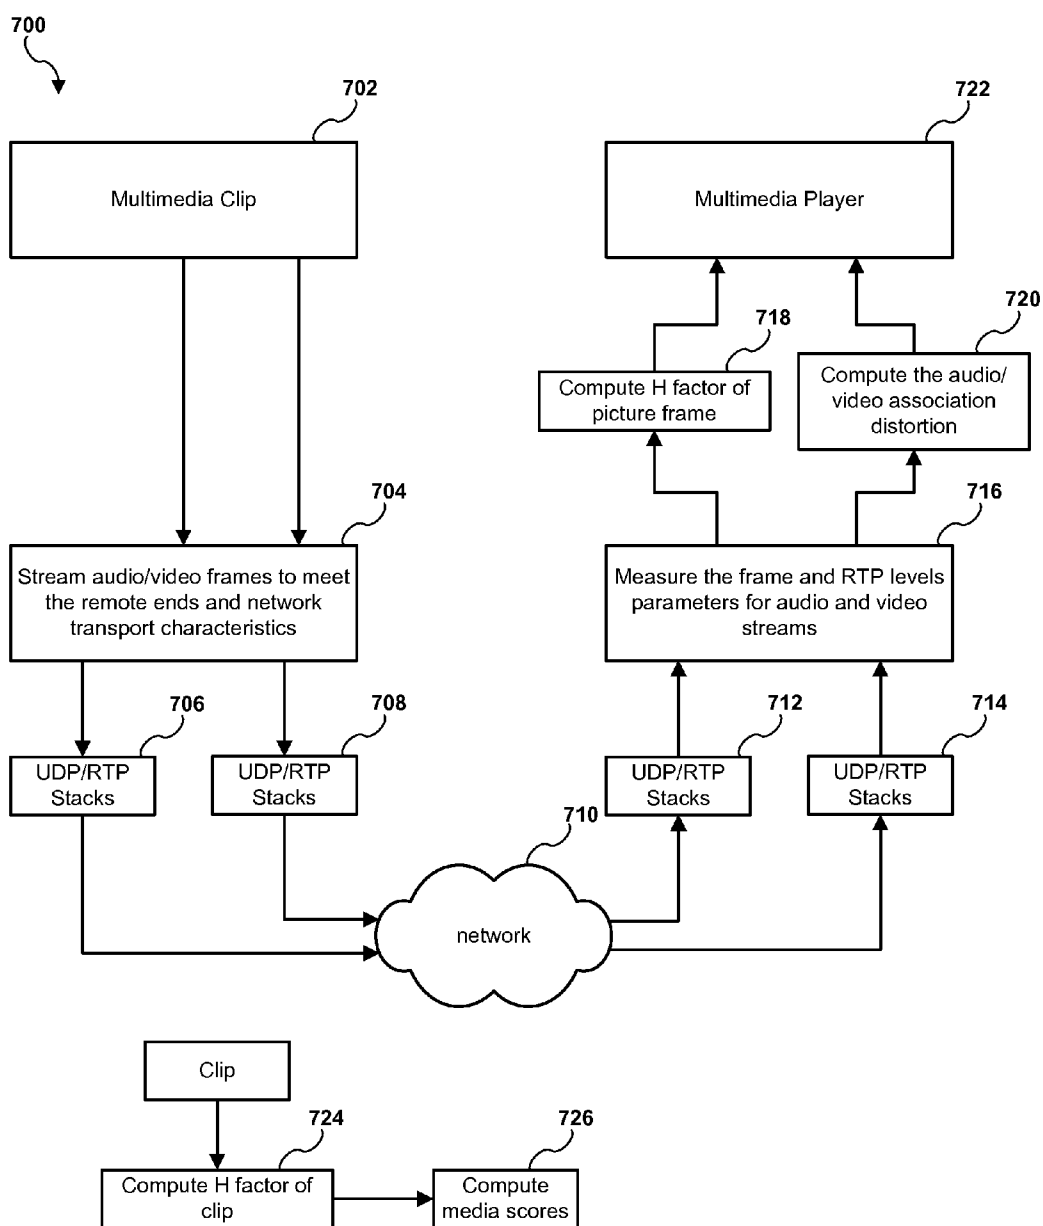 700
702
Multimedia Clip
722
Multimedia Player
718
Compute H factor of
picture frame
720
Compute the audio/
video association
distortion
704
Stream audio/video frames to meet
the remote ends and network
transport characteristics
716
Measure the frame and RTP levels
parameters for audio and video
streams
706
UDP/RTP
Stacks
708
UDP/RTP
Stacks
712
UDP/RTP
Stacks
714
UDP/RTP
Stacks
710
network
Clip
724
Compute H factor of
clip
726
Compute
media scores